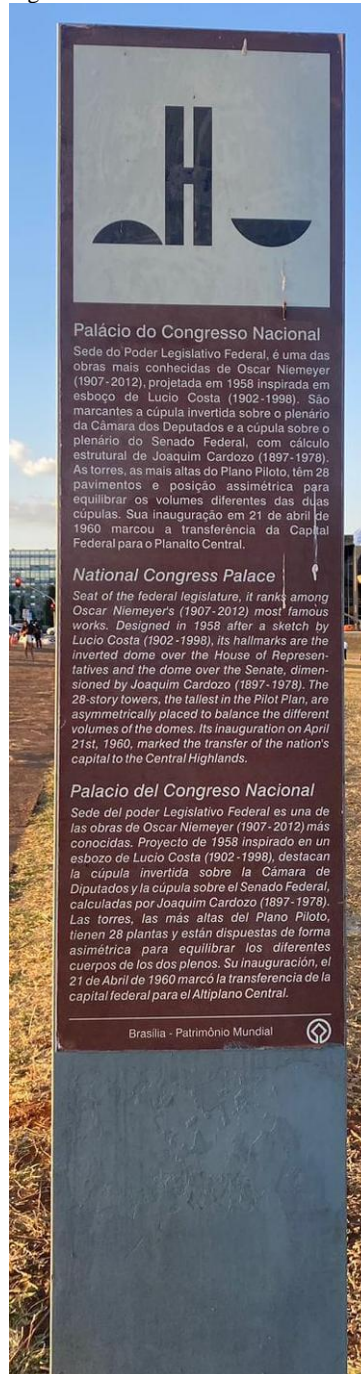 Palácio do Congresso Nacional
Sede do Poder Legislativo Federal, é uma das
obras mais conhecidas de Oscar Niemeyer
(1907-2012), projetada em 1958 inspirada em
esboço de Lucio Costa (1902-1998). São
marcantes a cúpula invertida sobre o plenário
da Câmara dos Deputados e a cúpula sobre o
plenário do Senado Federal, com cálculo
estrutural de Joaquim Cardozo (1897-1978).
As torres, as mais altas do Plano Piloto, têm 28
pavimentos e posição assimétrica para
equilibrar os volumes diferentes das duas
cúpulas. Sua inauguração em 21 de abril de
1960 marcou a transferência da Capital
Federal para o Planalto Central.
National Congress Palace
Seat of the federal legislature, it ranks among
Oscar Niemeyer's (1907-2012) most famous
works. Designed in 1958 after a sketch by
Lucio Costa (1902-1998), its hallmarks are the
inverted dome over the House of Represen-
tatives and the dome over the Senate, dimen-
sioned by Joaquim Cardozo (1897-1978). The
28-story towers, the tallest in the Pilot Plan, are
asymmetrically placed to balance the different
volumes of the domes. Its inauguration on April
21st, 1960, marked the transfer of the nation's
capital to the Central Highlands.
Palacio del Congreso Nacional
Sede del poder Legislativo Federal es una de
las obras de Oscar Niemeyer (1907-2012) más
conocidas. Proyecto de 1958 inspirado en un
esbozo de Lucio Costa (1902-1998), destacan
la cúpula invertida sobre la Cámara de
Diputados y la cúpula sobre el Senado Federal,
calculadas por Joaquim Cardozo (1897-1978).
Las torres, las más altas del Plano Piloto,
tienen 28 plantas y están dispuestas de forma
asimétrica para equilibrar los diferentes
cuerpos de los dos plenos. Su inauguración, el
21 de Abril de 1960 marcó la transferencia de la
capital federal para el Altiplano Central.
Brasília - Patrimônio Mundial